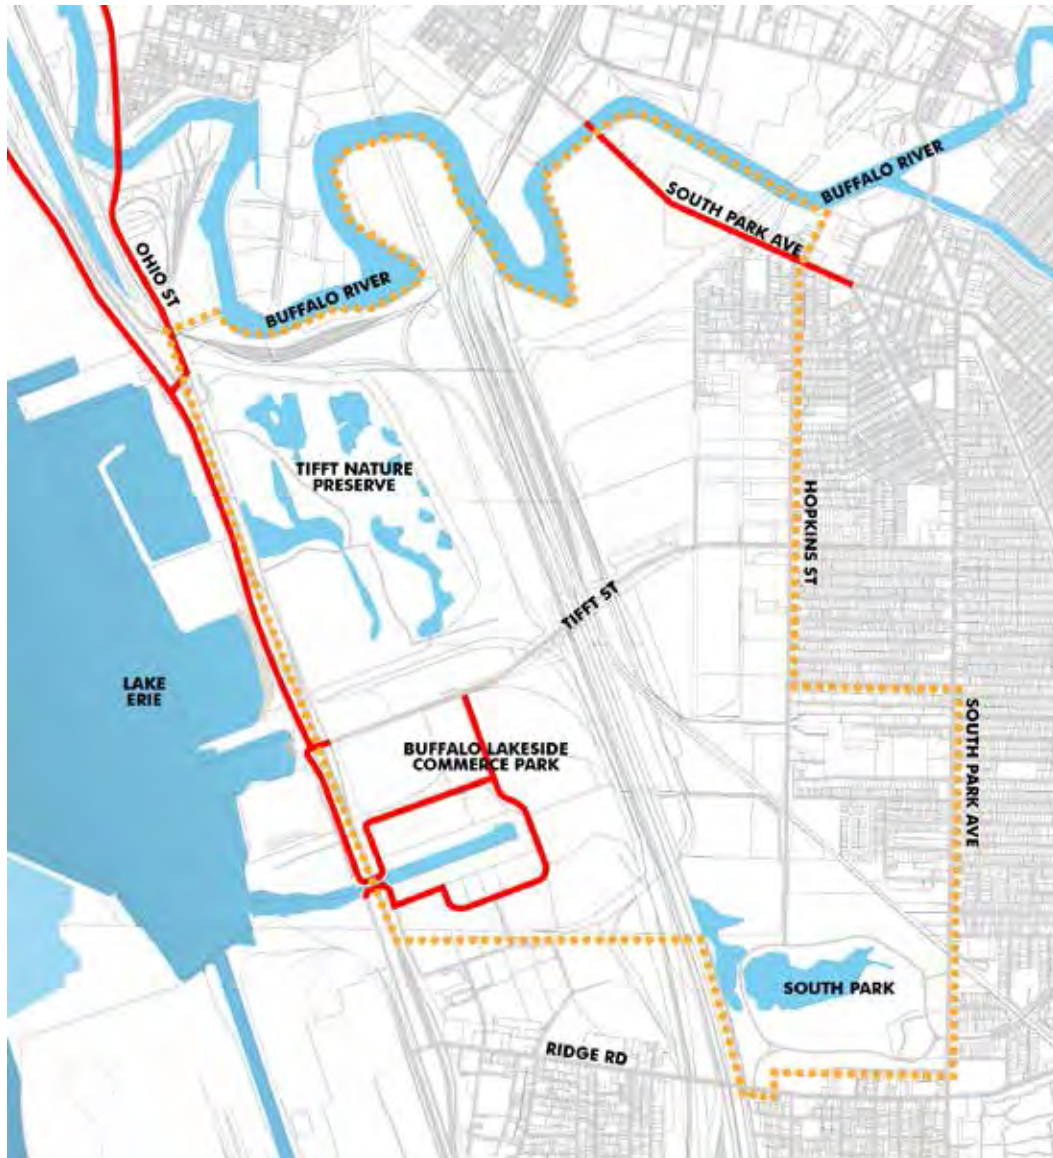 BUFFALO RIVER
SOUTH PARK AVE
OHIO ST
BUFFALO RIVER
TIFFT NATURE
PRESERVE
HOPKINS ST
TIFFT ST
LAKE
ERIE
SOUTH PARK AVE
BUFFALO LAKESIDE
COMMERCE PARK
SOUTH PARK
RIDGE RD